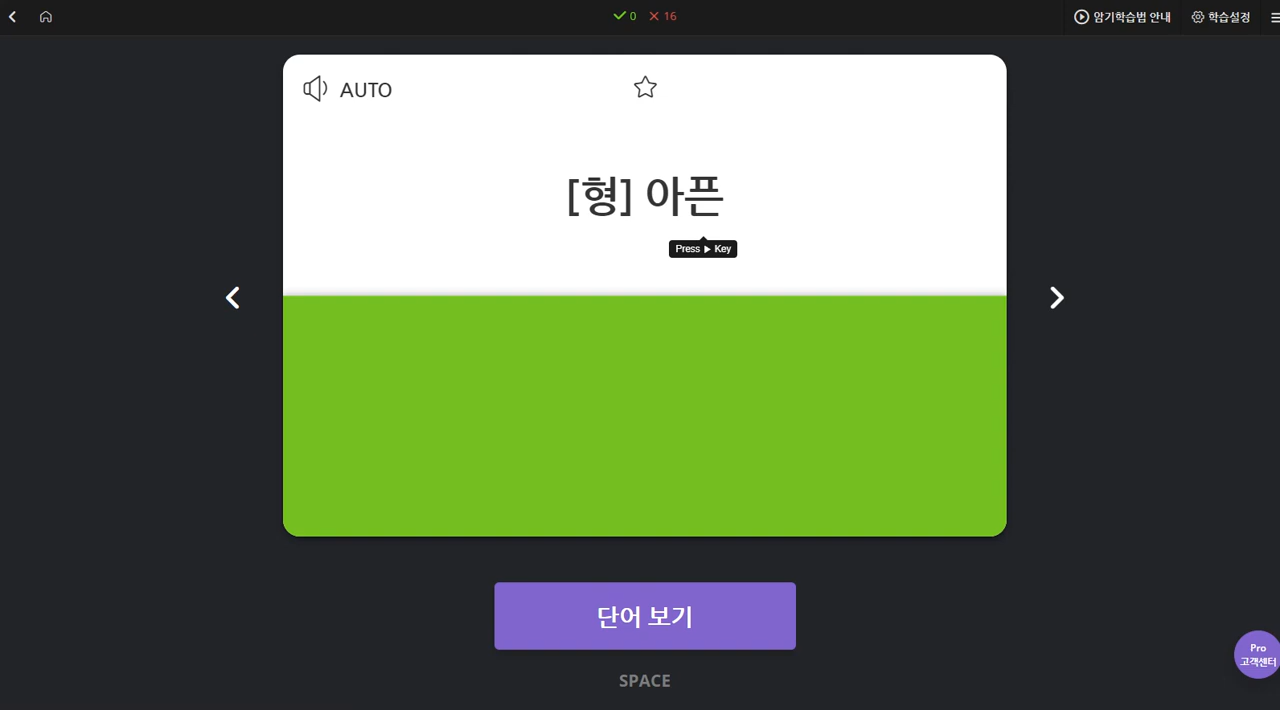 0 16
암기학습법 안내
학습설정
AUTO
[형] 아픈
Press ▶ Key
단어 보기
SPACE
Pro
고객센터